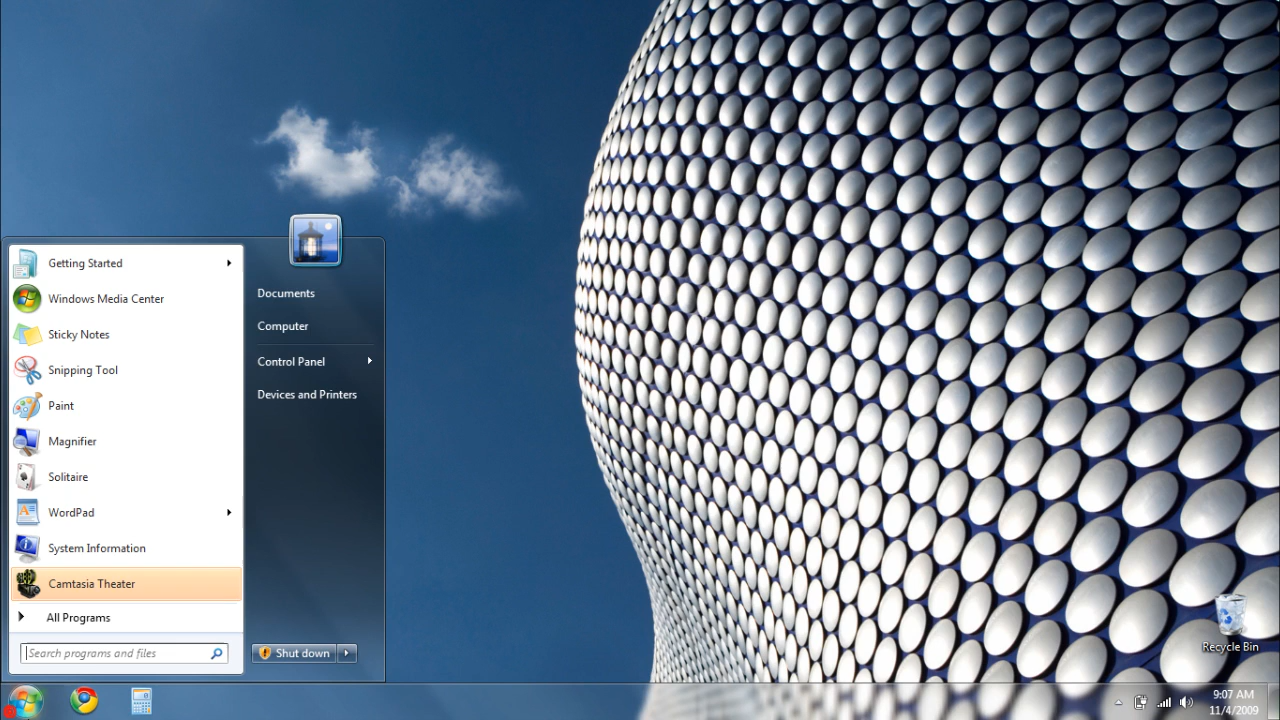 Getting Started
Windows Media Center
Sticky Notes
Snipping Tool
Paint
Magnifier
Solitaire
WordPad
System Information
Camtasia Theater
All Programs
Search programs and files
Documents
Computer
Control Panel
Devices and Printers
Shut down
Recycle Bin
9:07 AM
11/4/2009